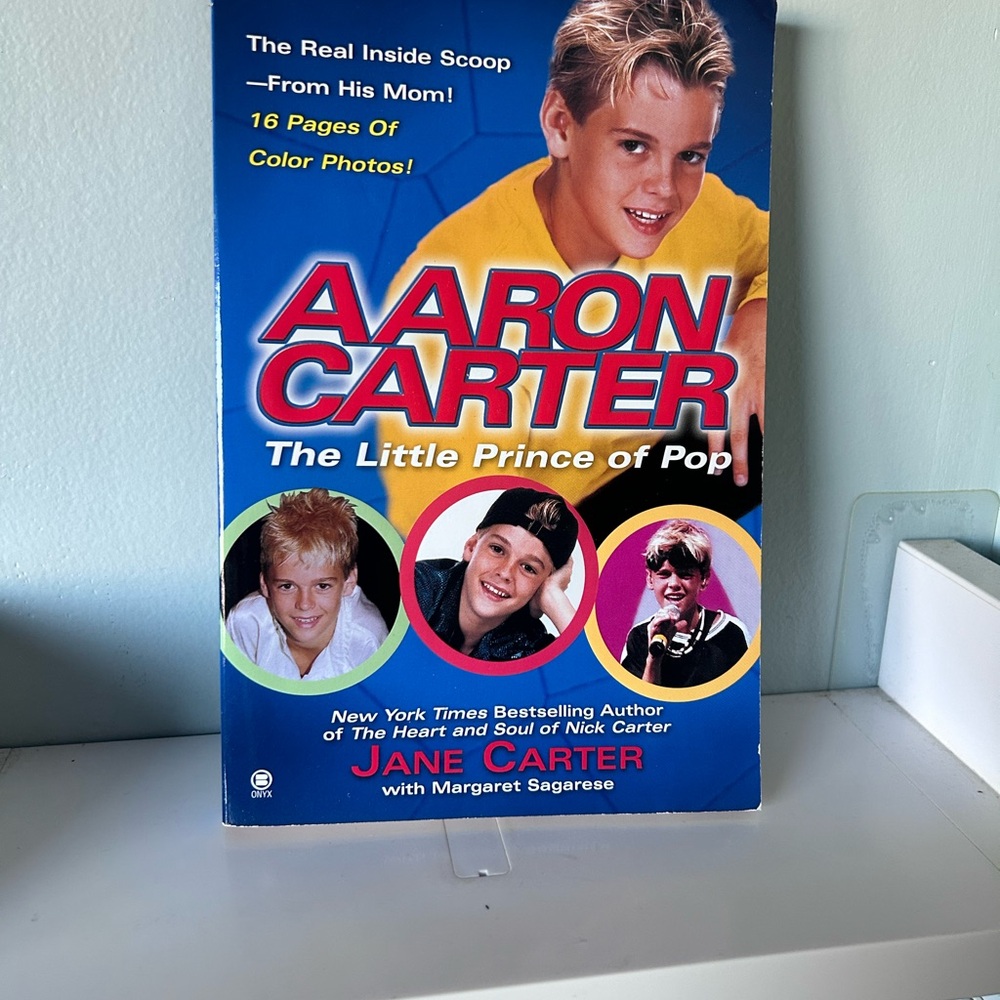 The Real Inside Scoop
—From His Mom!
16 Pages Of
Color Photos!
AARON
CARTER
The Little Prince of Pop
New York Times Bestselling Author
of The Heart and Soul of Nick Carter
JANE CARTER
with Margaret Sagarese
ONYX